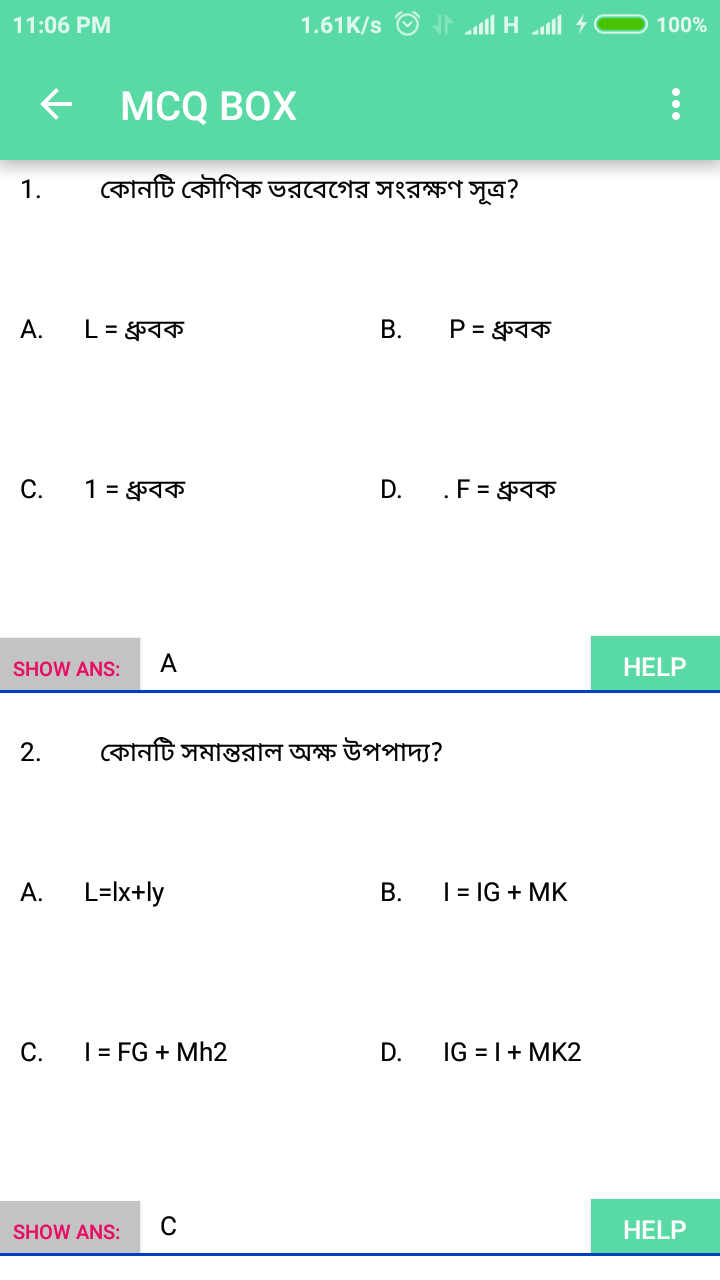 11:06 PM 1.61K/s H 100%
MCQ BOX
1. কোনটি কৌণিক ভরবেগের সংরক্ষণ সূত্র?
A. L = ধ্রুবক B. P = ধ্রুবক
C. 1 = ধ্রুবক D. . F = ধ্রুবক
SHOW ANS: A HELP
2. কোনটি সমান্তরাল অক্ষ উপপাদ্য?
A. L=lx+ly B. I = IG + MK
C. I = FG + Mh2 D. IG = I + MK2
SHOW ANS: C HELP